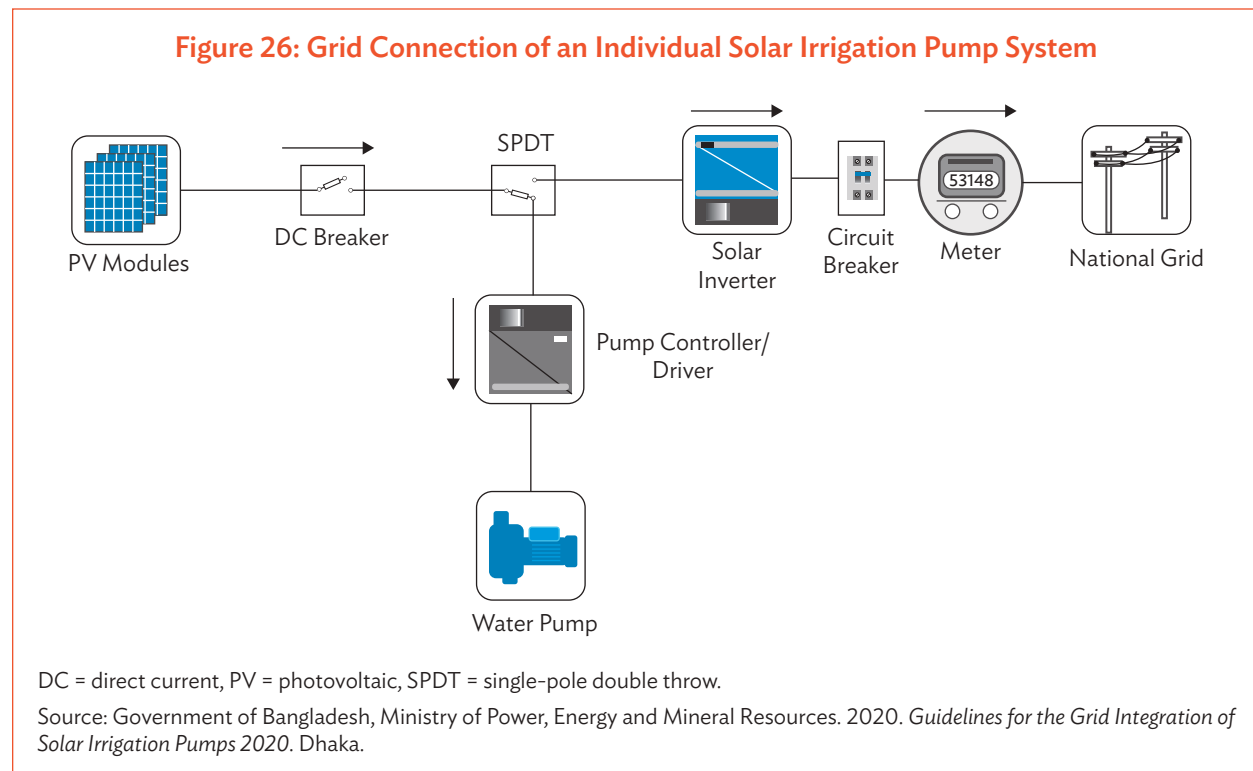 Figure 26: Grid Connection of an Individual Solar Irrigation Pump System
SPDT
53148
PV Modules
DC Breaker
Solar
Inverter
Circuit
Breaker
Meter
National Grid
Pump Controller/
Driver
Water Pump
DC = direct current, PV = photovoltaic, SPDT = single-pole double throw.
Source: Government of Bangladesh, Ministry of Power, Energy and Mineral Resources. 2020. Guidelines for the Grid Integration of
Solar Irrigation Pumps 2020. Dhaka.